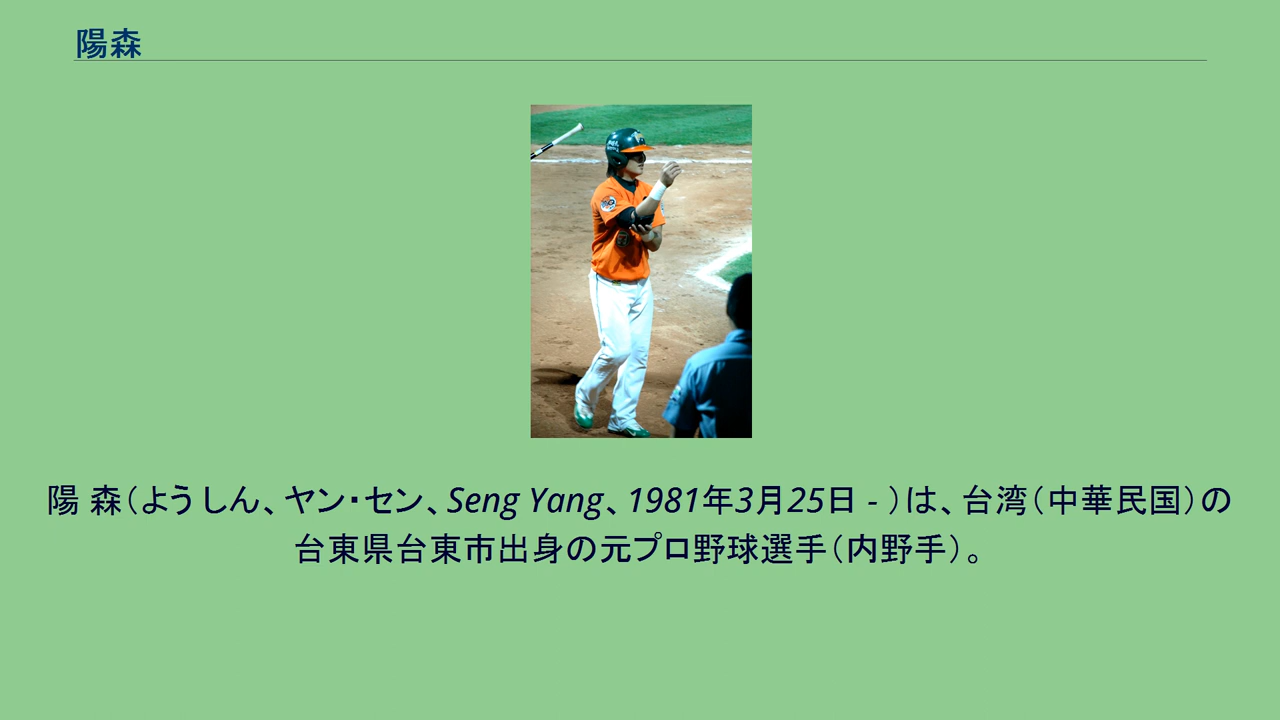 陽森
陽 森（ようしん、ヤン・セン、Seng Yang、1981年3月25日 - ）は、台湾（中華民国）の
台東県台東市出身の元プロ野球選手（内野手）。